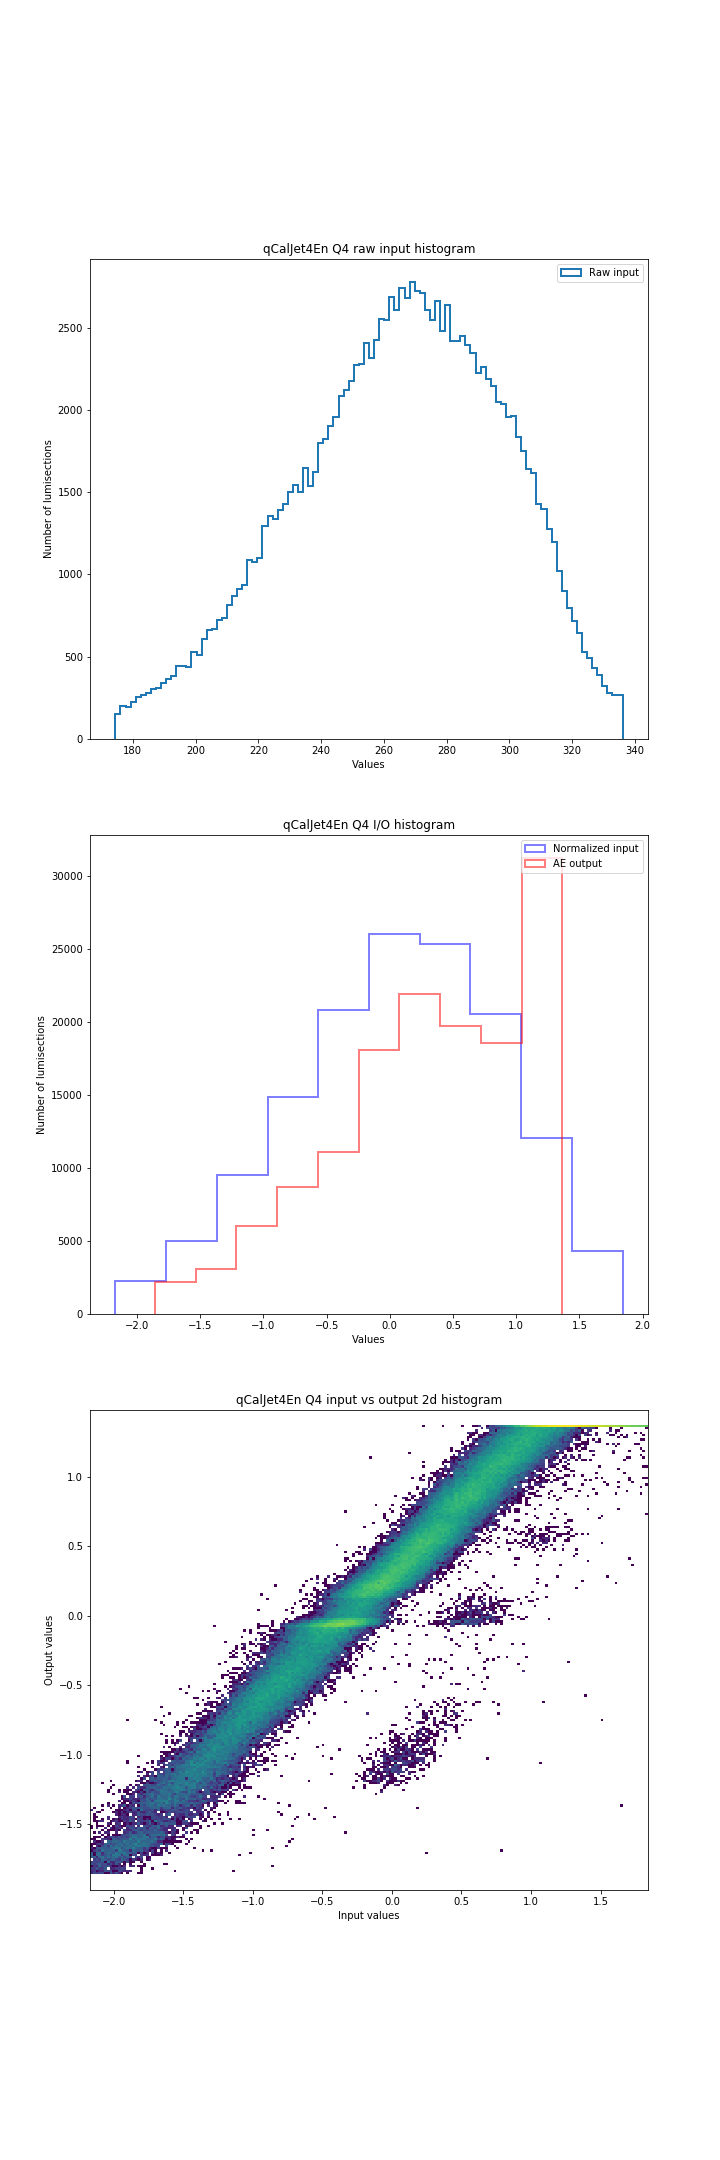 qCalJet4En Q4 raw input histogram
Raw input
2500
2000
1500
1000
500
0
Number of lumisections
180 200 220 240 260 280 300 320 340
Values
qCalJet4En Q4 I/O histogram
Normalized input
AE output
30000
25000
20000
15000
10000
5000
0
Number of lumisections
−2.0 −1.5 −1.0 −0.5 0.0 0.5 1.0 1.5 2.0
Values
qCalJet4En Q4 input vs output 2d histogram
1.0
0.5
0.0
−0.5
−1.0
−1.5
Output values
−2.0 −1.5 −1.0 −0.5 0.0 0.5 1.0 1.5
Input values